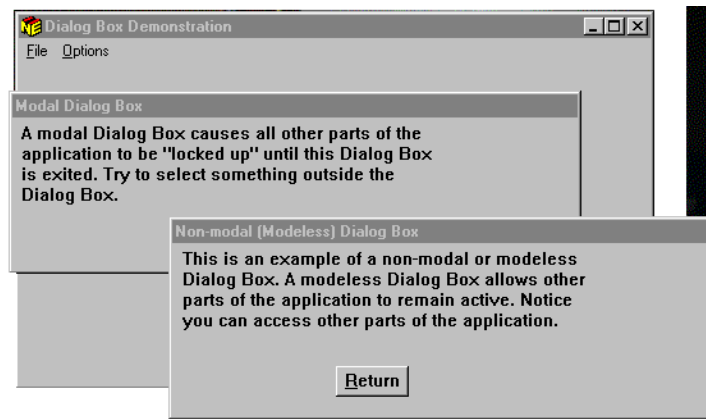 Dialog Box Demonstration
File Options
Modal Dialog Box
A modal Dialog Box causes all other parts of the
application to be "locked up" until this Dialog Box
is exited. Try to select something outside the
Dialog Box.
Non-modal (Modeless) Dialog Box
This is an example of a non-modal or modeless
Dialog Box. A modeless Dialog Box allows other
parts of the application to remain active. Notice
you can access other parts of the application.
Return